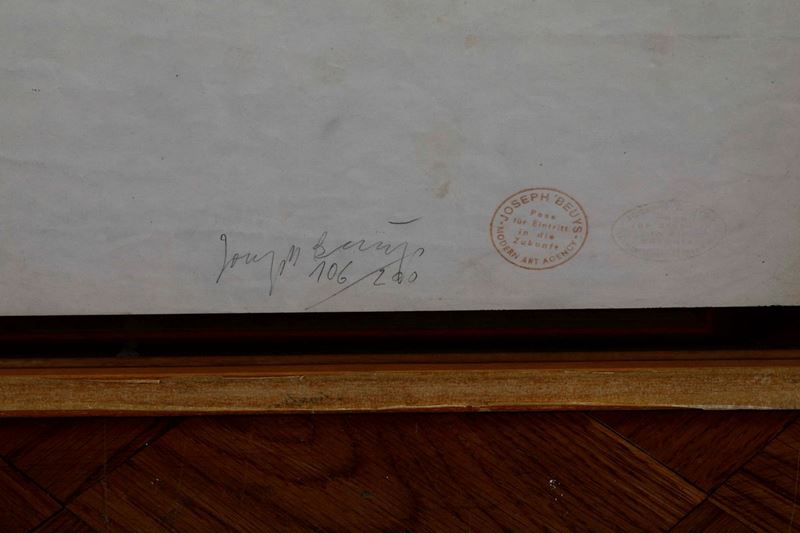 Joseph Beuys
106/200
JOSEPH BEUYS
Pass
für Eintritt
in die
Zukunft
MODERN ART AGENCY